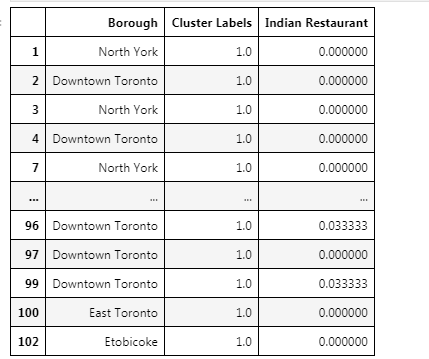 Borough Cluster Labels Indian Restaurant
1 North York 1.0 0.000000
2 Downtown Toronto 1.0 0.000000
3 North York 1.0 0.000000
4 Downtown Toronto 1.0 0.000000
7 North York 1.0 0.000000
... ... ... ...
96 Downtown Toronto 1.0 0.033333
97 Downtown Toronto 1.0 0.000000
99 Downtown Toronto 1.0 0.033333
100 East Toronto 1.0 0.000000
102 Etobicoke 1.0 0.000000